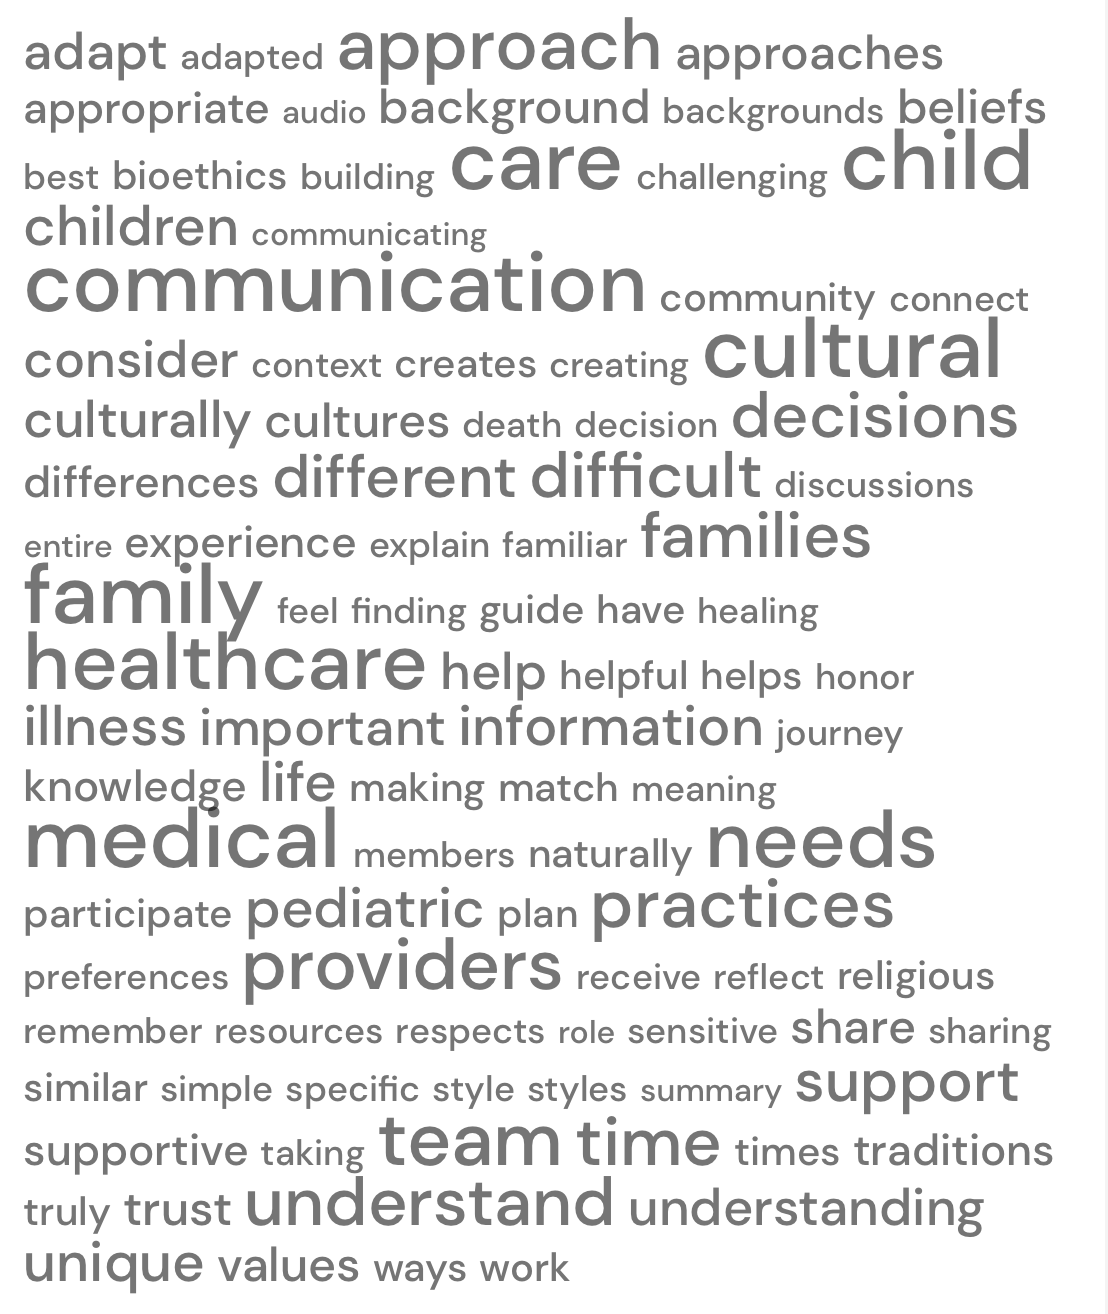 adapt adapted approach approaches
appropriate audio background backgrounds beliefs
best bioethics building care challenging child
children communicating
communication community connect
consider context creates creating cultural
culturally cultures death decision decisions
differences different difficult discussions
entire experience explain familiar families
family feel finding guide have healing
healthcare help helpful helps honor
illness important information journey
knowledge life making match meaning
medical members naturally needs
participate pediatric plan practices
preferences providers receive reflect religious
remember resources respects role sensitive share sharing
similar simple specific style styles summary support
supportive taking team time times traditions
truly trust understand understanding
unique values ways work